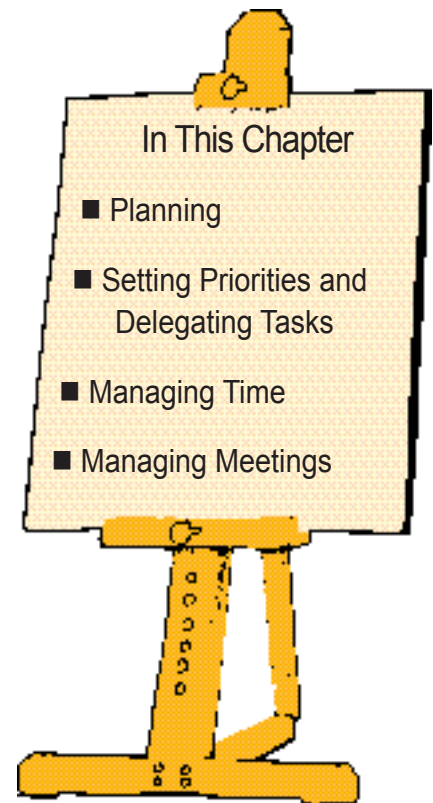 In This Chapter
■ Planning
■ Setting Priorities and
Delegating Tasks
■ Managing Time
■ Managing Meetings